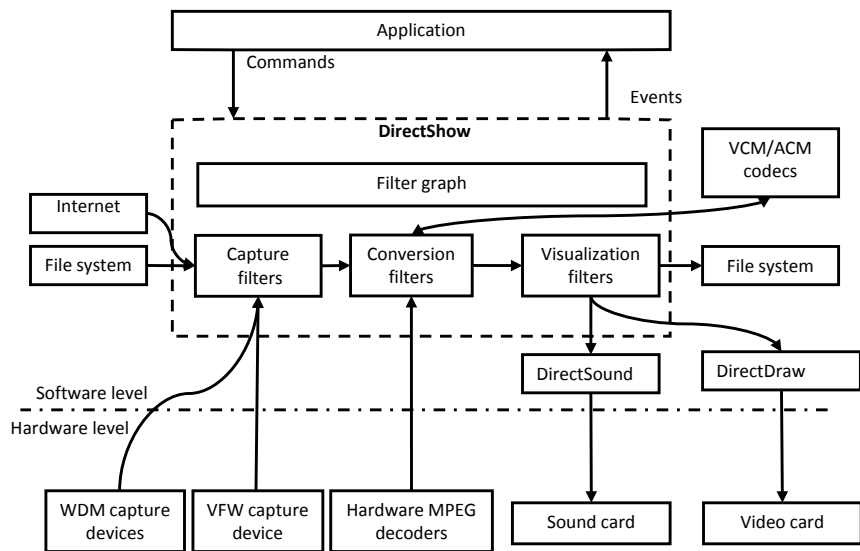 Application
Commands
Events
DirectShow
VCM/ACM
codecs
Filter graph
Internet
File system
Capture
filters
Conversion
filters
Visualization
filters
File system
DirectSound
DirectDraw
Software level
Hardware level
WDM capture
devices
VFW capture
device
Hardware MPEG
decoders
Sound card
Video card